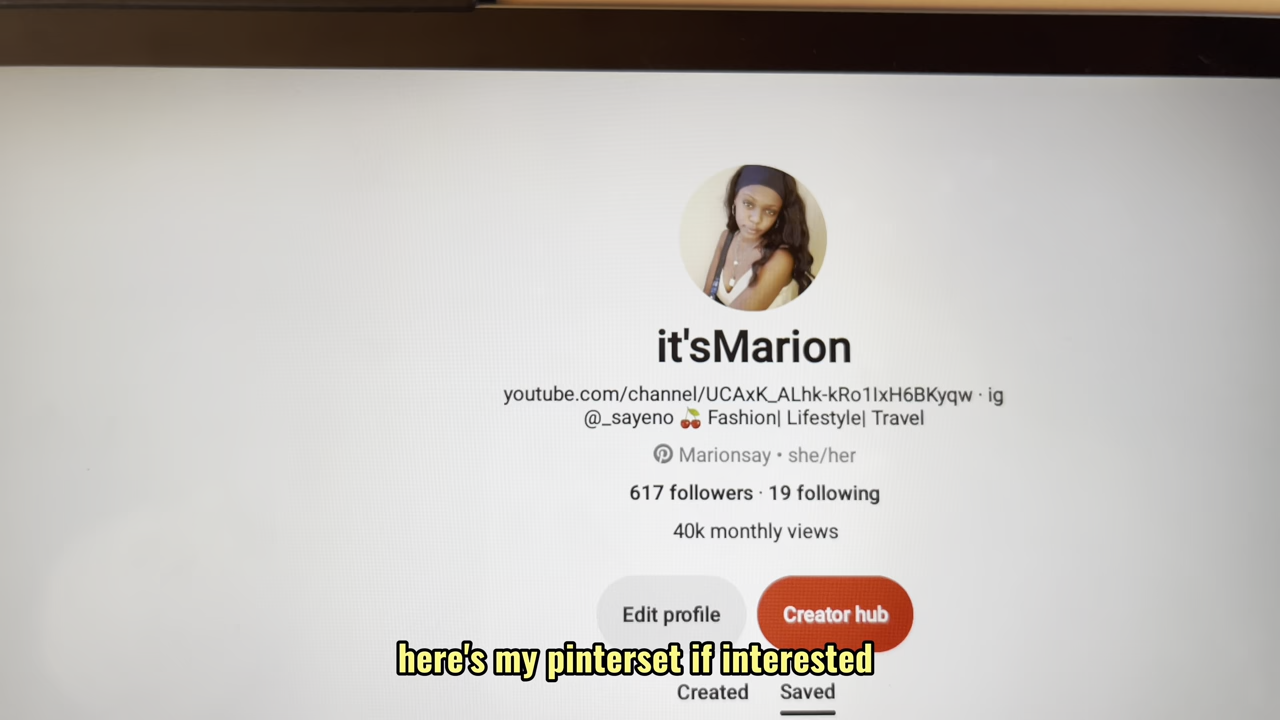 it'sMarion
youtube.com/channel/UCAxK_ALhk-kRo1IxH6BKyqw · ig
@_sayeno 🍒 Fashion| Lifestyle| Travel
Marionsay • she/her
617 followers · 19 following
40k monthly views
Edit profile
Creator hub
here's my pinterset if interested
Created
Saved